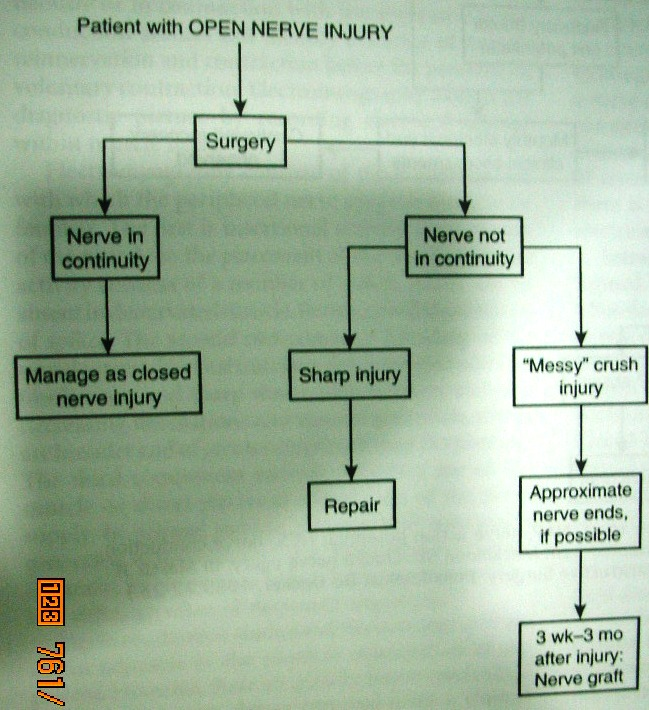 Patient with OPEN NERVE INJURY
Surgery
Nerve in
continuity
Nerve not
in continuity
Manage as closed
nerve injury
Sharp injury
"Messy" crush
injury
Repair
Approximate
nerve ends,
if possible
3 wk–3 mo
after injury:
Nerve graft